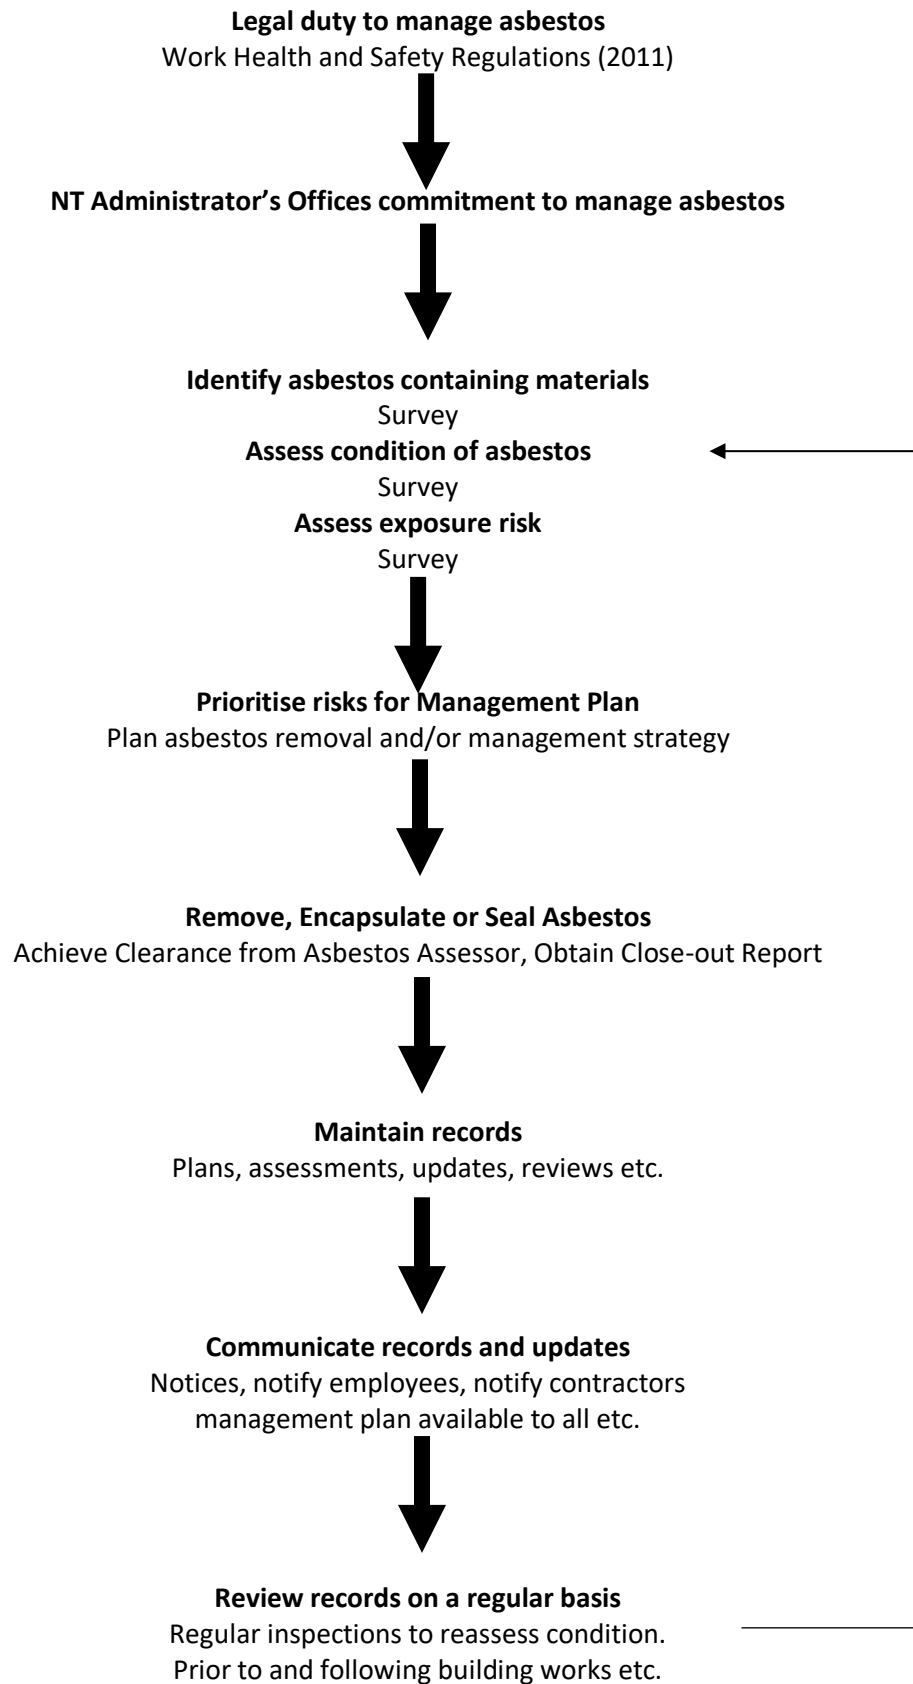 Legal duty to manage asbestos
Work Health and Safety Regulations (2011)
NT Administrator’s Offices commitment to manage asbestos
Identify asbestos containing materials
Survey
Assess condition of asbestos
Survey
Assess exposure risk
Survey
Prioritise risks for Management Plan
Plan asbestos removal and/or management strategy
Remove, Encapsulate or Seal Asbestos
Achieve Clearance from Asbestos Assessor, Obtain Close-out Report
Maintain records
Plans, assessments, updates, reviews etc.
Communicate records and updates
Notices, notify employees, notify contractors
management plan available to all etc.
Review records on a regular basis
Regular inspections to reassess condition.
Prior to and following building works etc.